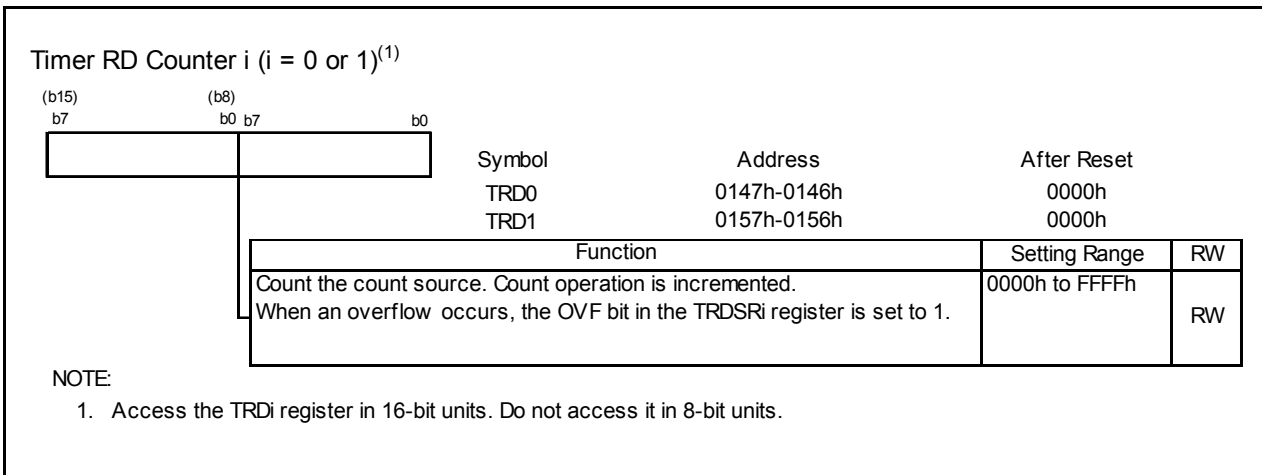 Timer RD Counter i (i = 0 or 1)(1)
(b15) (b8)
b7 b0 b7 b0
Symbol Address After Reset
TRD0 0147h-0146h 0000h
TRD1 0157h-0156h 0000h
Function Setting Range RW
Count the count source. Count operation is incremented. 0000h to FFFFh
When an overflow occurs, the OVF bit in the TRDSRi register is set to 1. RW
NOTE:
1. Access the TRDi register in 16-bit units. Do not access it in 8-bit units.